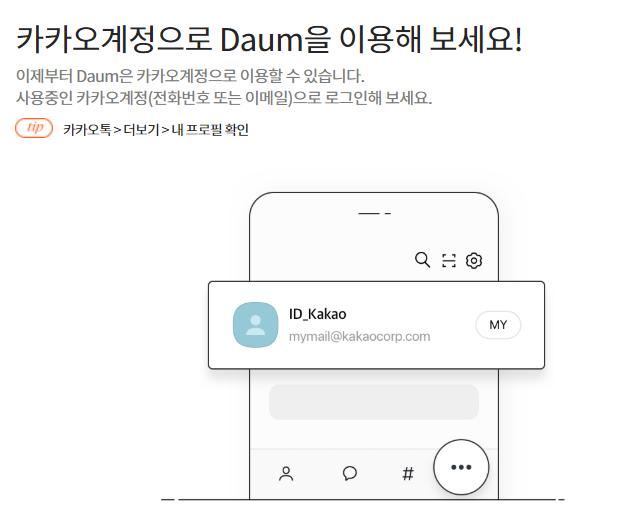 카카오계정으로 Daum을 이용해 보세요!
이제부터 Daum은 카카오계정으로 이용할 수 있습니다.
사용중인 카카오계정(전화번호 또는 이메일)으로 로그인해 보세요.
tip 카카오톡 > 더보기 > 내 프로필 확인
ID_Kakao
mymail@kakaocorp.com
MY
#